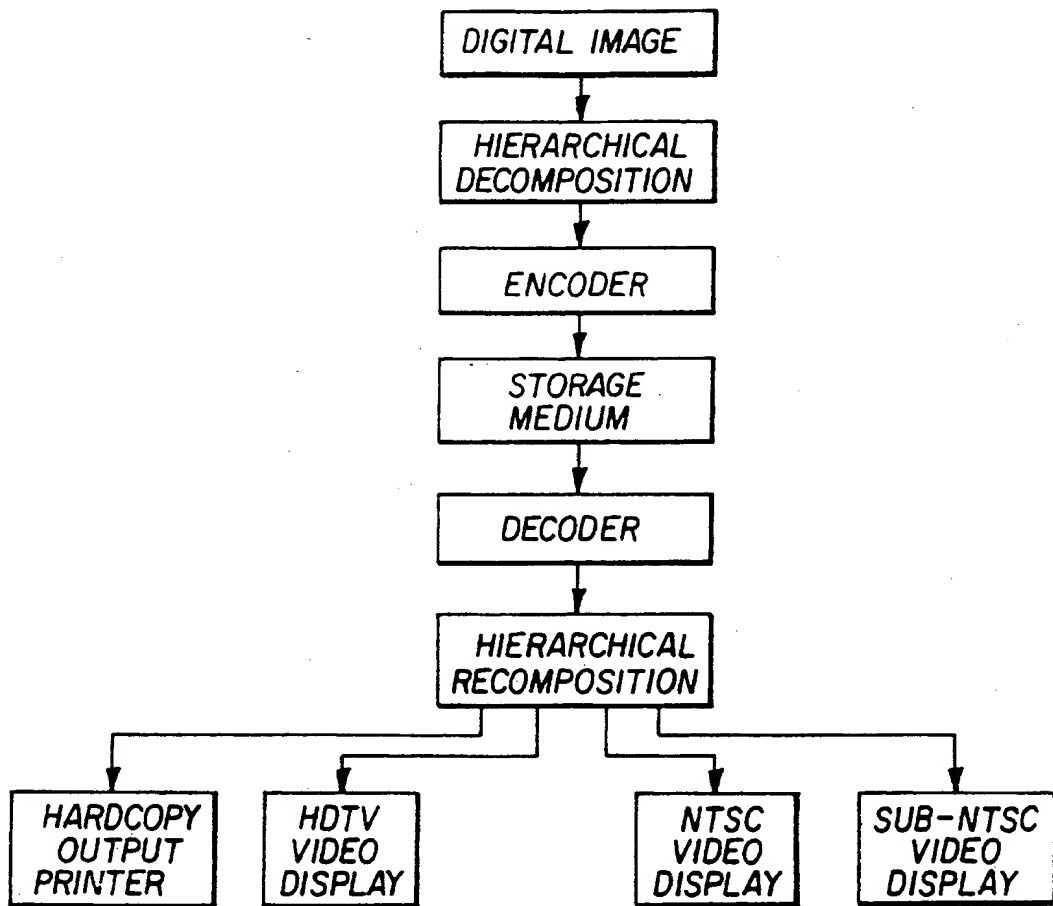 DIGITAL IMAGE
HIERARCHICAL
DECOMPOSITION
ENCODER
STORAGE
MEDIUM
DECODER
HIERARCHICAL
RECOMPOSITION
HARDCOPY
OUTPUT
PRINTER
HDTV
VIDEO
DISPLAY
NTSC
VIDEO
DISPLAY
SUB-NTSC
VIDEO
DISPLAY